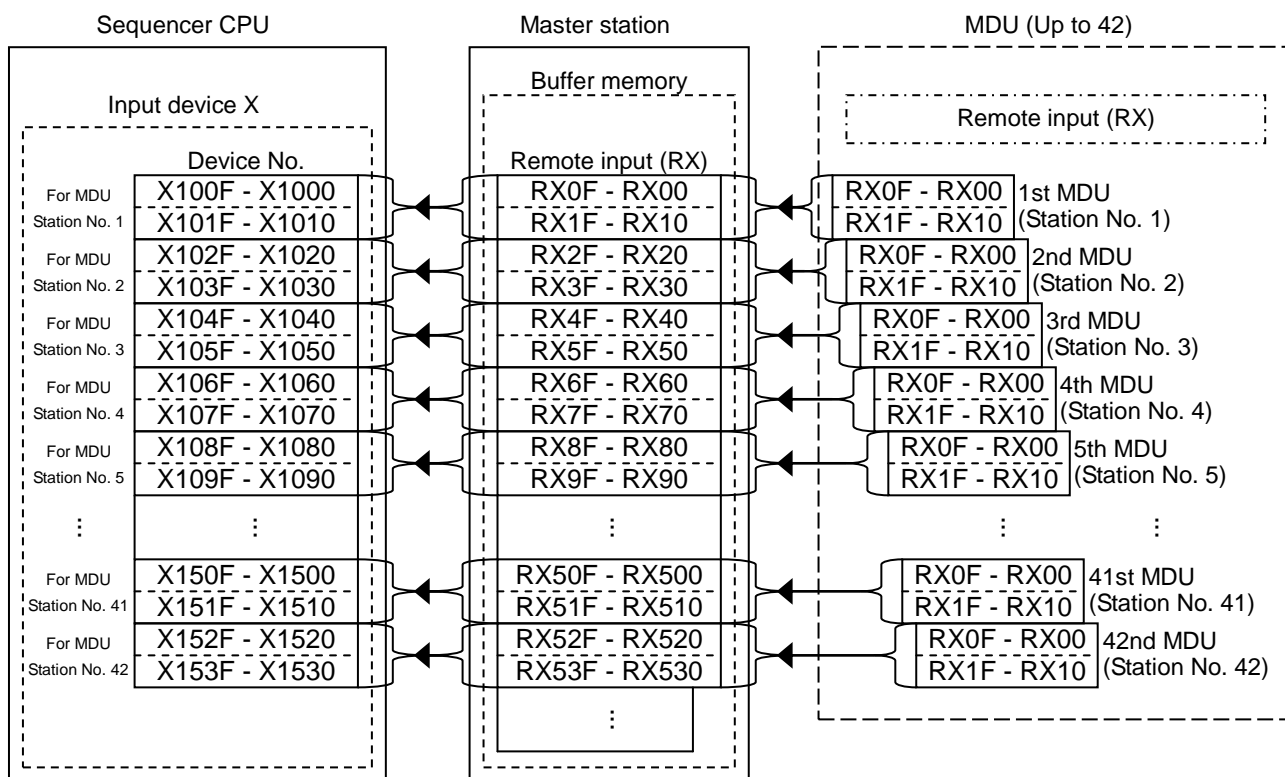 Sequencer CPU
Master station
MDU (Up to 42)
Input device X
Buffer memory
Remote input (RX)
Device No.
Remote input (RX)
For MDU
Station No. 1
X100F - X1000
X101F - X1010
RX0F - RX00
RX1F - RX10
RX0F - RX00
RX1F - RX10
1st MDU
(Station No. 1)
For MDU
Station No. 2
X102F - X1020
X103F - X1030
RX2F - RX20
RX3F - RX30
RX0F - RX00
RX1F - RX10
2nd MDU
(Station No. 2)
For MDU
Station No. 3
X104F - X1040
X105F - X1050
RX4F - RX40
RX5F - RX50
RX0F - RX00
RX1F - RX10
3rd MDU
(Station No. 3)
For MDU
Station No. 4
X106F - X1060
X107F - X1070
RX6F - RX60
RX7F - RX70
RX0F - RX00
RX1F - RX10
4th MDU
(Station No. 4)
For MDU
Station No. 5
X108F - X1080
X109F - X1090
RX8F - RX80
RX9F - RX90
RX0F - RX00
RX1F - RX10
5th MDU
(Station No. 5)
⋮
⋮
⋮
⋮
⋮
For MDU
Station No. 41
X150F - X1500
X151F - X1510
RX50F - RX500
RX51F - RX510
RX0F - RX00
RX1F - RX10
41st MDU
(Station No. 41)
For MDU
Station No. 42
X152F - X1520
X153F - X1530
RX52F - RX520
RX53F - RX530
RX0F - RX00
RX1F - RX10
42nd MDU
(Station No. 42)
⋮